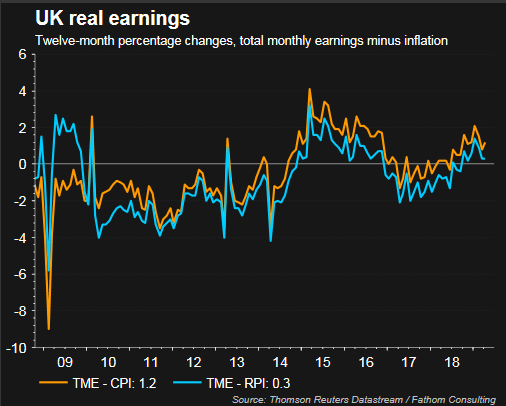 UK real earnings
Twelve-month percentage changes, total monthly earnings minus inflation
6
4
2
0
-2
-4
-6
-8
-10
09 10 11 12 13 14 15 16 17 18
TME - CPI: 1.2 TME - RPI: 0.3
Source: Thomson Reuters Datastream / Fathom Consulting